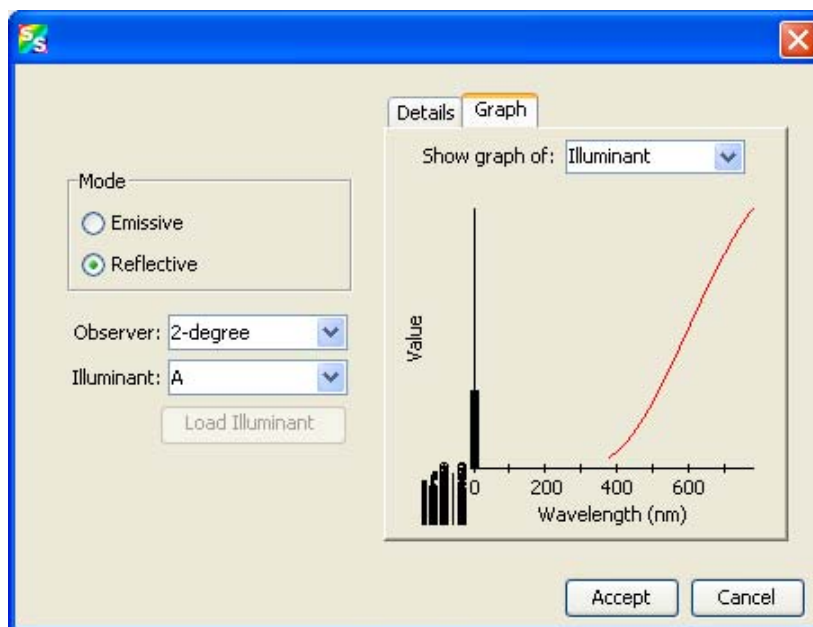 SS
Details
Graph
Show graph of: Illuminant
Mode
Emissive
Reflective
Observer: 2-degree
Illuminant: A
Load Illuminant
Value
0 200 400 600
Wavelength (nm)
Accept
Cancel